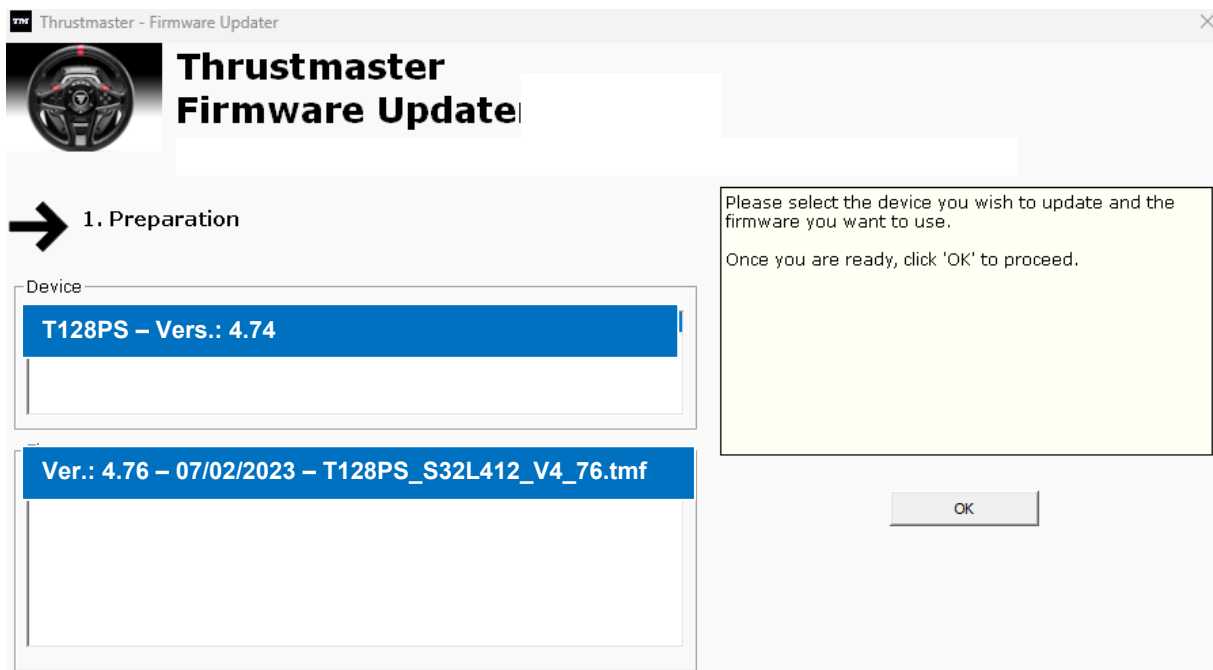 Thrustmaster - Firmware Updater
Thrustmaster
Firmware Updater
1. Preparation
Please select the device you wish to update and the
firmware you want to use.
Once you are ready, click 'OK' to proceed.
Device
T128PS – Vers.: 4.74
Ver.: 4.76 – 07/02/2023 – T128PS_S32L412_V4_76.tmf
OK